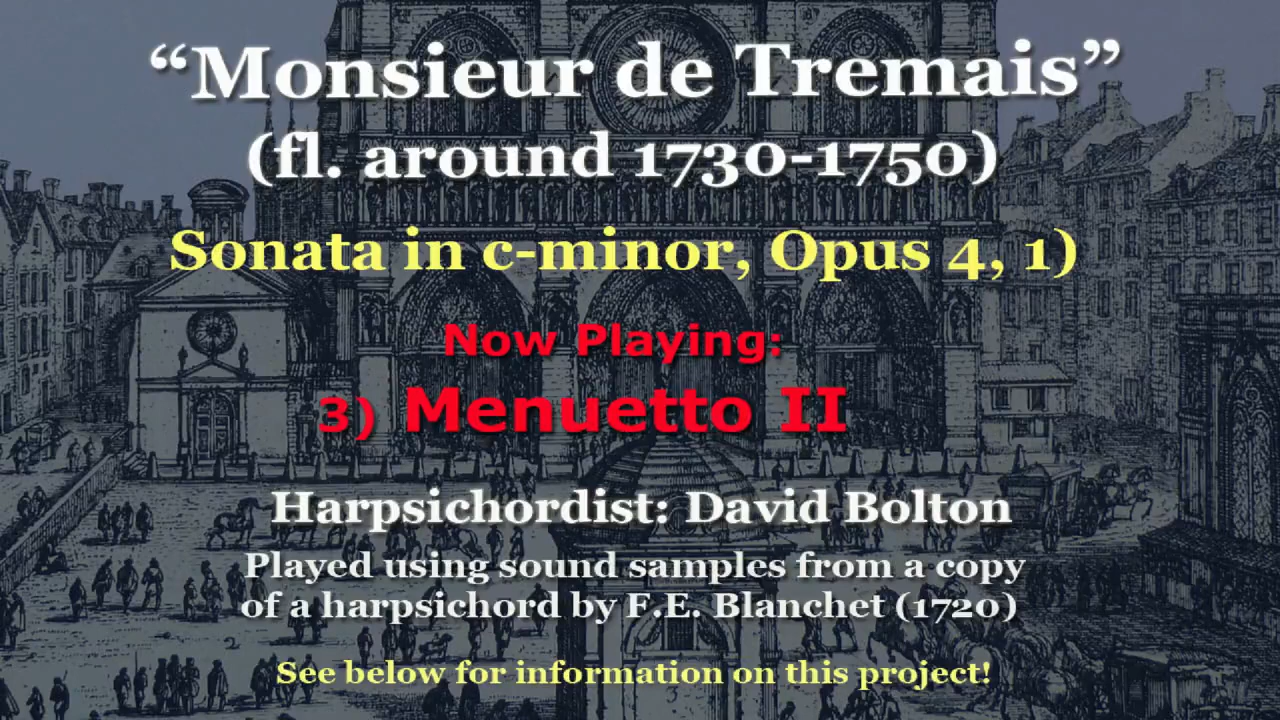 “Monsieur de Tremais”
(fl. around 1730-1750)
Sonata in c-minor, Opus 4, 1)
Now Playing:
3) Menuetto II
Harpsichordist: David Bolton
Played using sound samples from a copy
of a harpsichord by F.E. Blanchet (1720)
See below for information on this project!